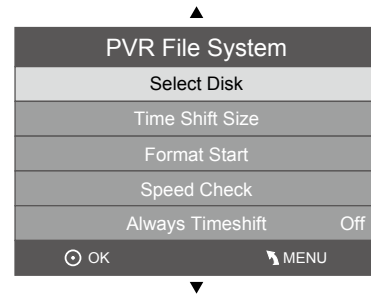 PVR File System
Select Disk
Time Shift Size
Format Start
Speed Check
Always Timeshift Off
OK MENU